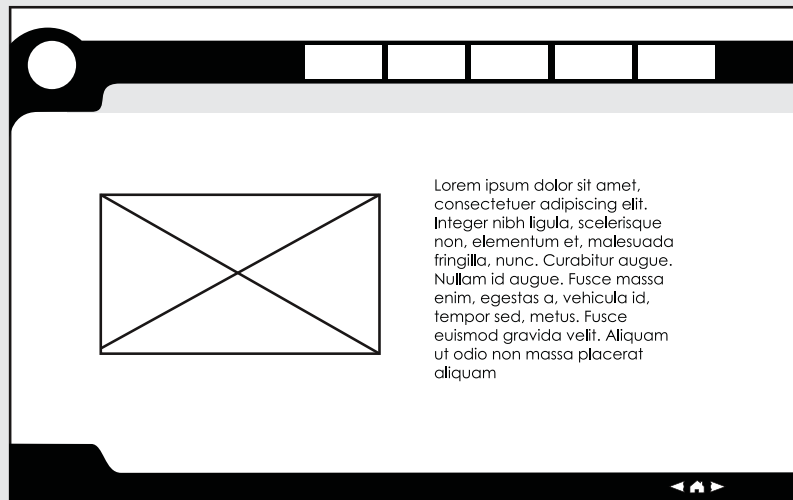 Lorem ipsum dolor sit amet,
consectetuer adipiscing elit.
Integer nibh ligula, scelerisque
non, elementum et, malesuada
fringilla, nunc. Curabitur augue.
Nullam id augue. Fusce massa
enim, egestas a, vehicula id,
tempor sed, metus. Fusce
euismod gravida velit. Aliquam
ut odio non massa placerat
aliquam